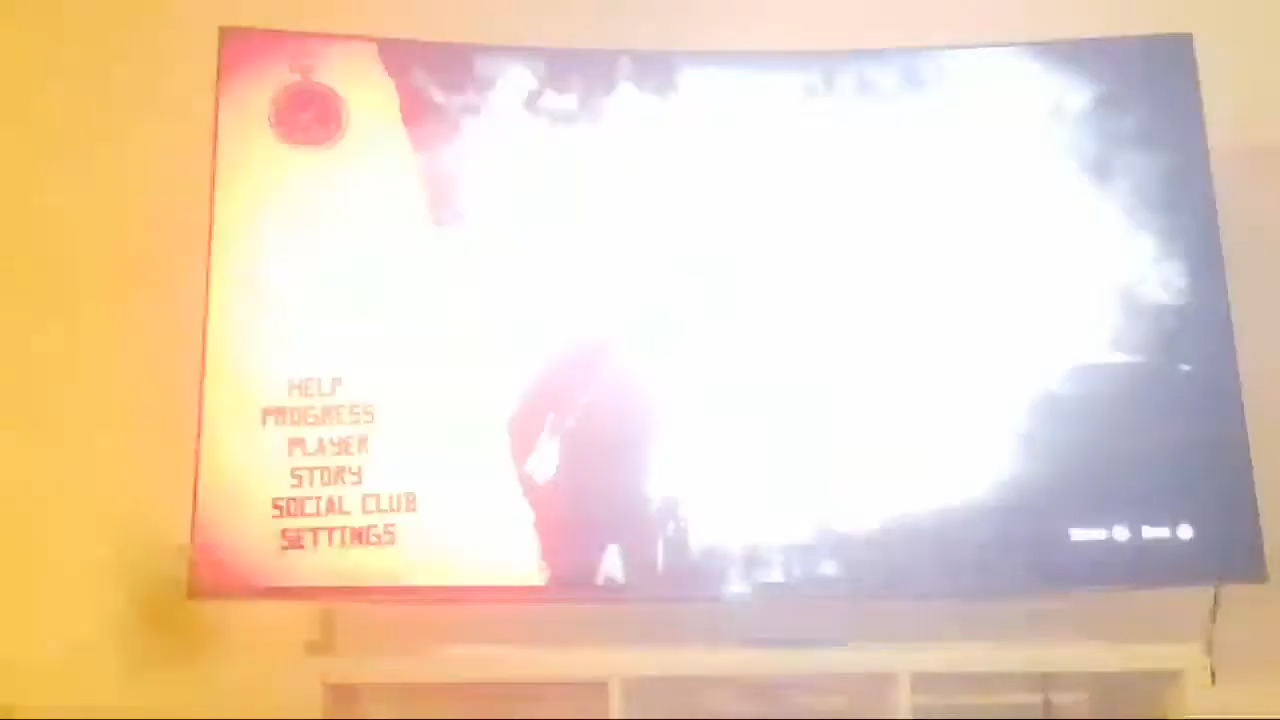 HELP
PROGRESS
PLAYER
STORY
SOCIAL CLUB
SETTINGS